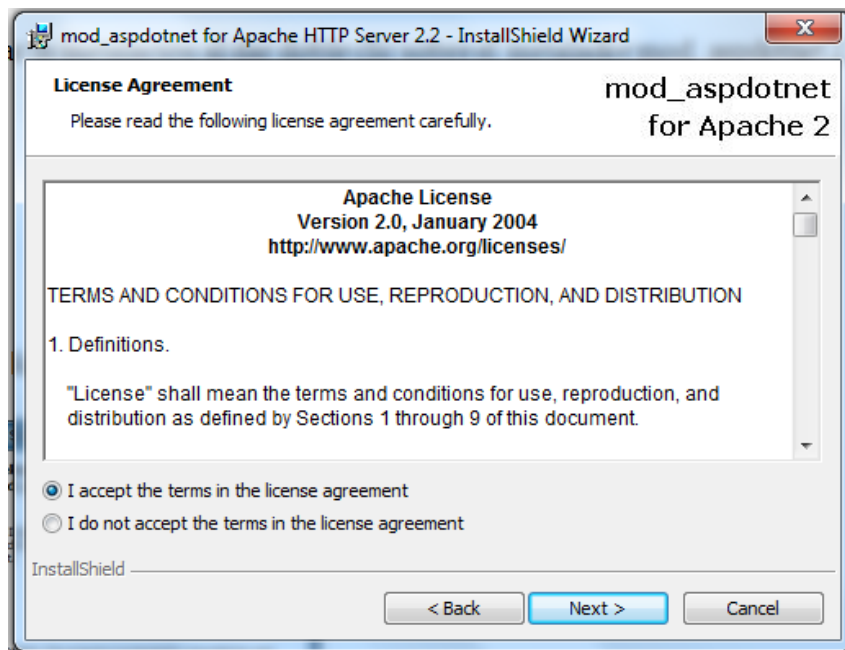 mod_aspdotnet for Apache HTTP Server 2.2 - InstallShield Wizard
License Agreement
Please read the following license agreement carefully.
mod_aspdotnet
for Apache 2
Apache License
Version 2.0, January 2004
http://www.apache.org/licenses/
TERMS AND CONDITIONS FOR USE, REPRODUCTION, AND DISTRIBUTION
1. Definitions.
"License" shall mean the terms and conditions for use, reproduction, and
distribution as defined by Sections 1 through 9 of this document.
I accept the terms in the license agreement
I do not accept the terms in the license agreement
InstallShield
< Back
Next >
Cancel